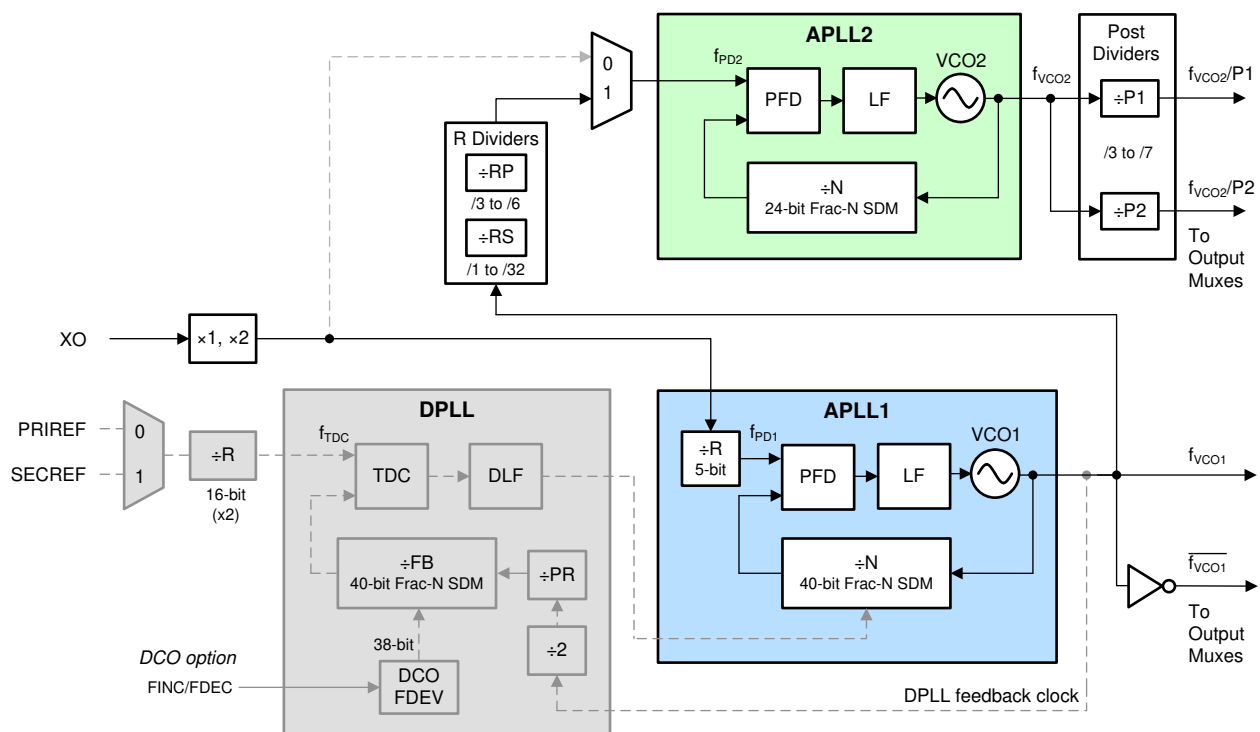 APLL2
0
1
f_PD2
PFD
LF
VCO2
÷N
24-bit Frac-N SDM
f_VCO2
Post
Dividers
÷P1
/3 to /7
÷P2
f_VCO2/P1
f_VCO2/P2
To
Output
Muxes
R Dividers
÷RP
/3 to /6
÷RS
/1 to /32
XO
×1, ×2
PRIREF
SECREF
0
1
÷R
16-bit
(x2)
DPLL
f_TDC
TDC
DLF
÷FB
40-bit Frac-N SDM
÷PR
÷2
38-bit
DCO
FDEV
DCO option
FINC/FDEC
APLL1
÷R
5-bit
f_PD1
PFD
LF
VCO1
÷N
40-bit Frac-N SDM
DPLL feedback clock
f_VCO1
f_VCO1
To
Output
Muxes